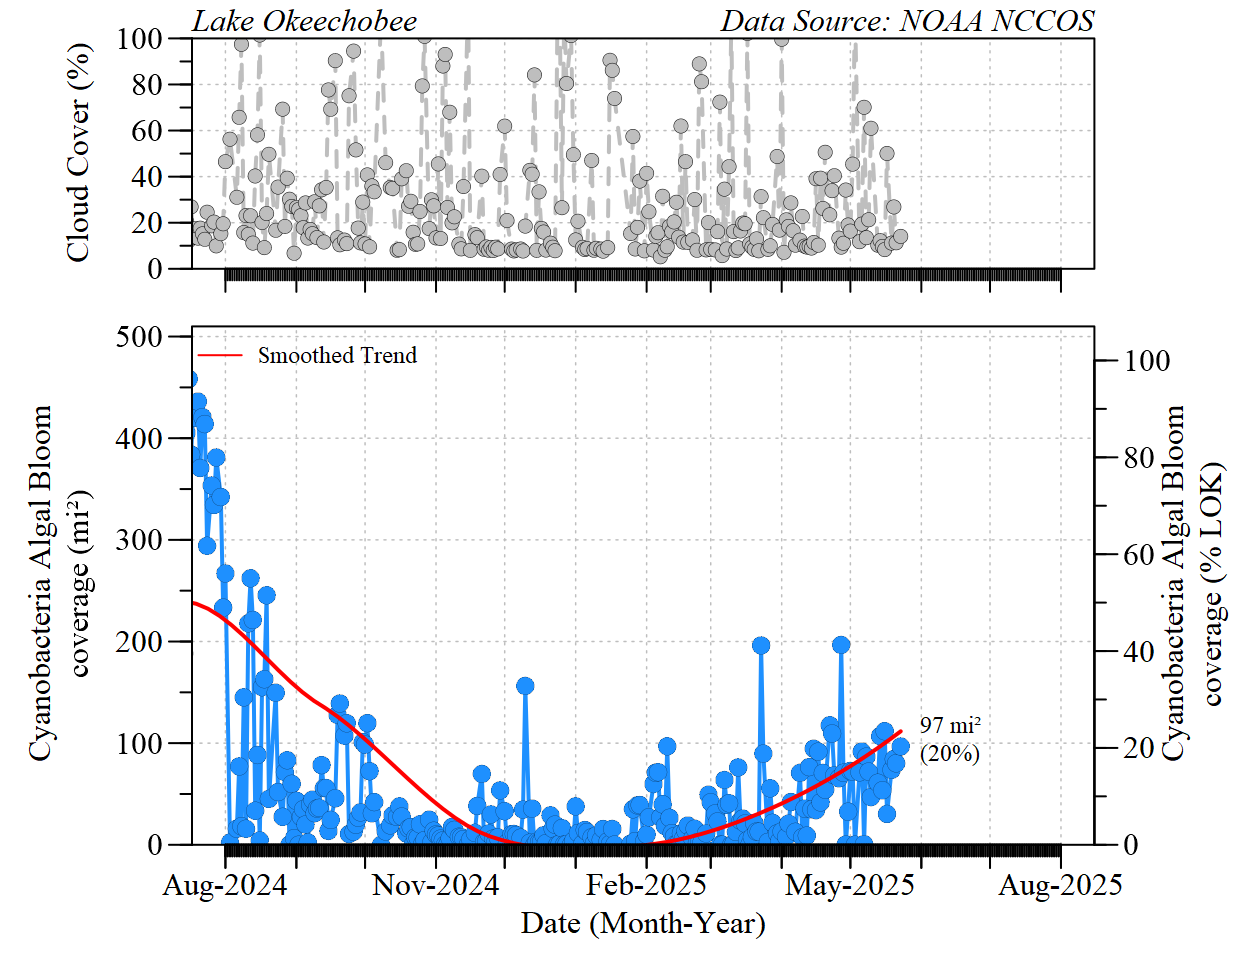 Lake Okeechobee
Data Source: NOAA NCCOS
Cloud Cover (%)
100
80
60
40
20
0
Smoothed Trend
Cyanobacteria Algal Bloom
coverage (mi²)
500
400
300
200
100
0
97 mi²
(20%)
100
80
60
40
20
0
Cyanobacteria Algal Bloom
coverage (% LOK)
Aug-2024
Nov-2024
Feb-2025
May-2025
Aug-2025
Date (Month-Year)